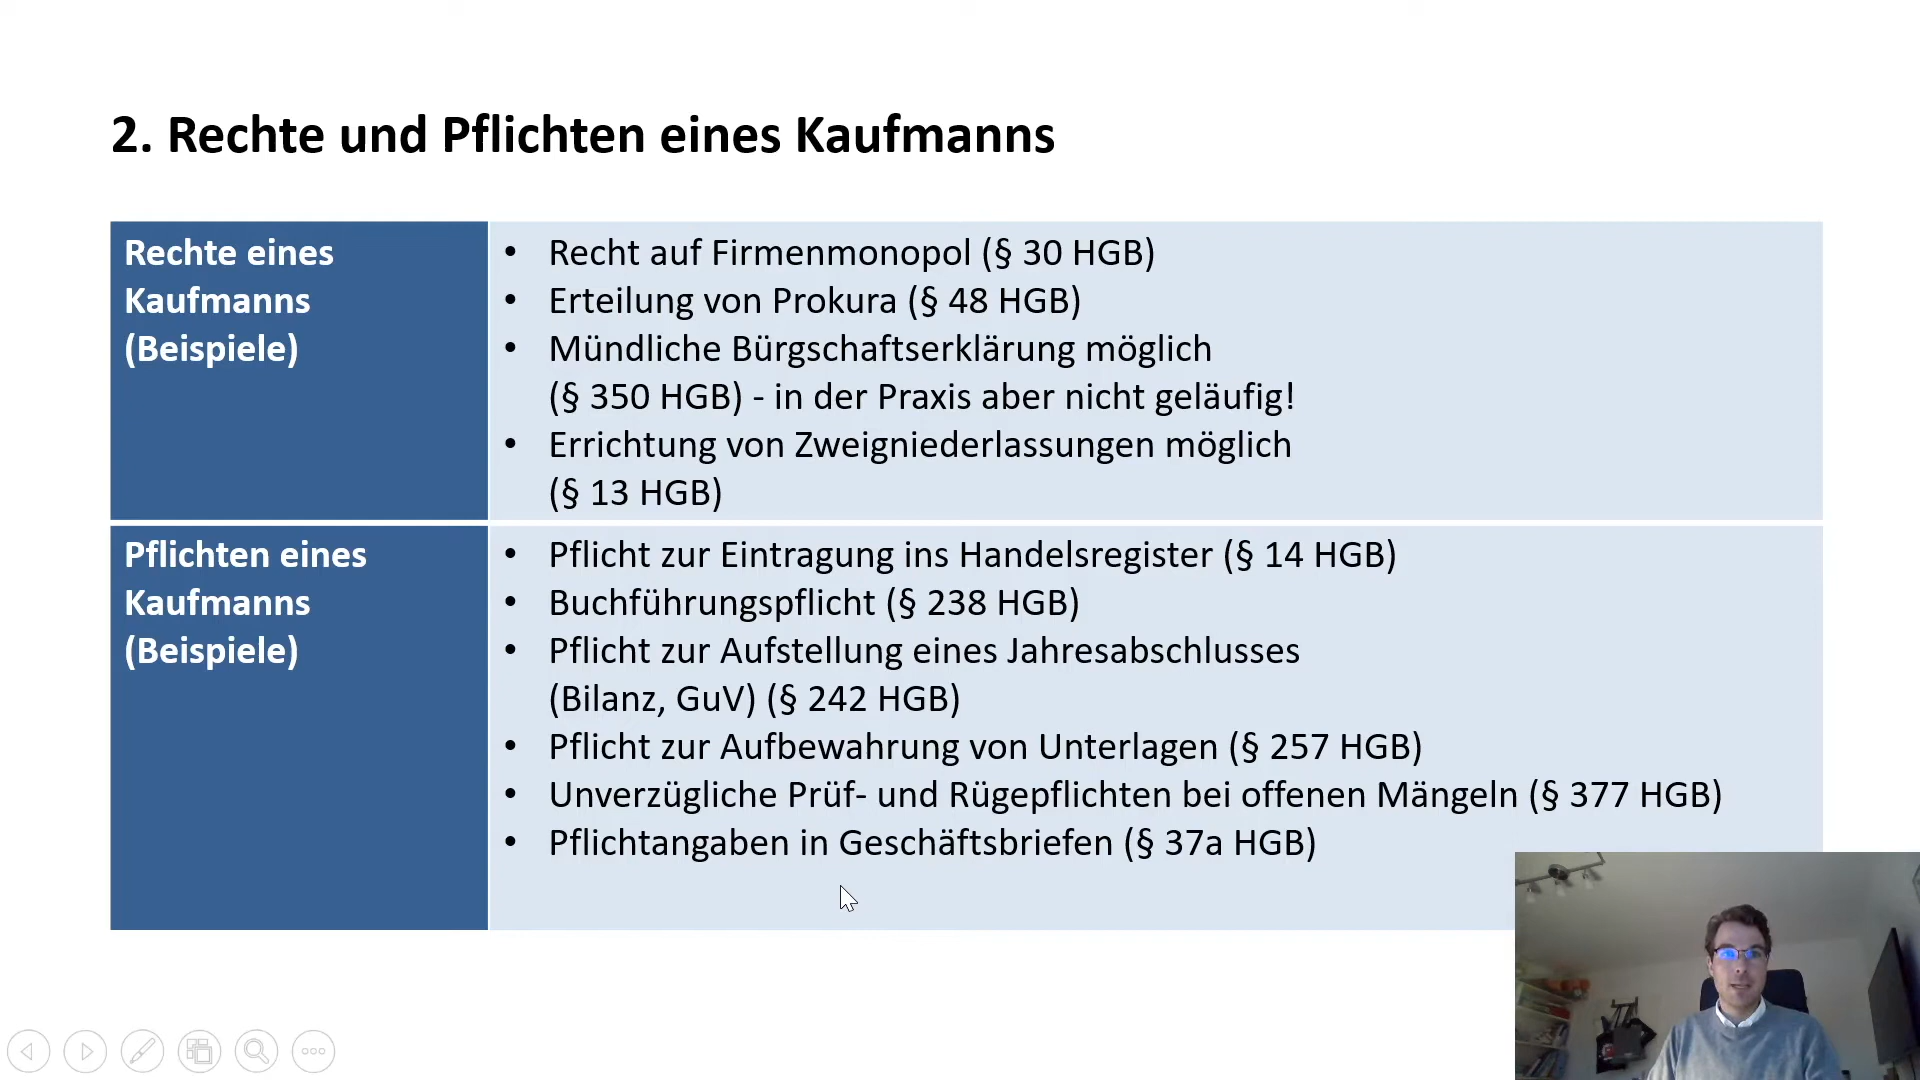 2. Rechte und Pflichten eines Kaufmanns
Rechte eines
Kaufmanns
(Beispiele)
• Recht auf Firmenmonopol (§ 30 HGB)
• Erteilung von Prokura (§ 48 HGB)
• Mündliche Bürgschaftserklärung möglich
(§ 350 HGB) - in der Praxis aber nicht geläufig!
• Errichtung von Zweigniederlassungen möglich
(§ 13 HGB)
Pflichten eines
Kaufmanns
(Beispiele)
• Pflicht zur Eintragung ins Handelsregister (§ 14 HGB)
• Buchführungspflicht (§ 238 HGB)
• Pflicht zur Aufstellung eines Jahresabschlusses
(Bilanz, GuV) (§ 242 HGB)
• Pflicht zur Aufbewahrung von Unterlagen (§ 257 HGB)
• Unverzügliche Prüf- und Rügepflichten bei offenen Mängeln (§ 377 HGB)
• Pflichtangaben in Geschäftsbriefen (§ 37a HGB)